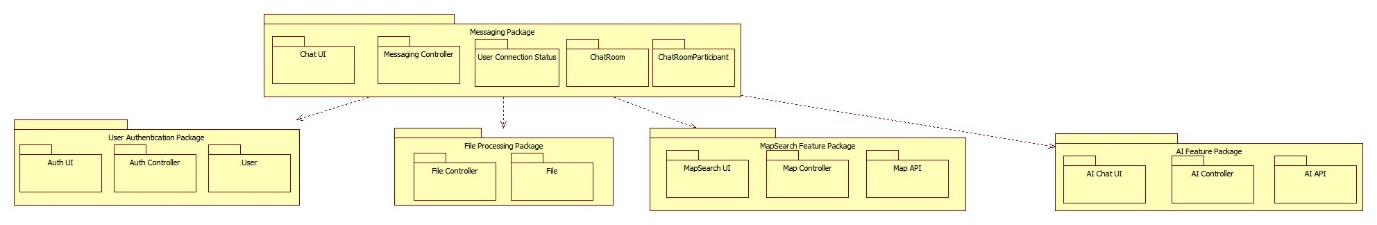 Messaging Package
Chat UI
Messaging Controller
User Connection Status
ChatRoom
ChatRoomParticipant
User Authentication Package
Auth UI
Auth Controller
User
File Processing Package
File Controller
File
MapSearch Feature Package
MapSearch UI
Map Controller
Map API
AI Feature Package
AI Chat UI
AI Controller
AI API